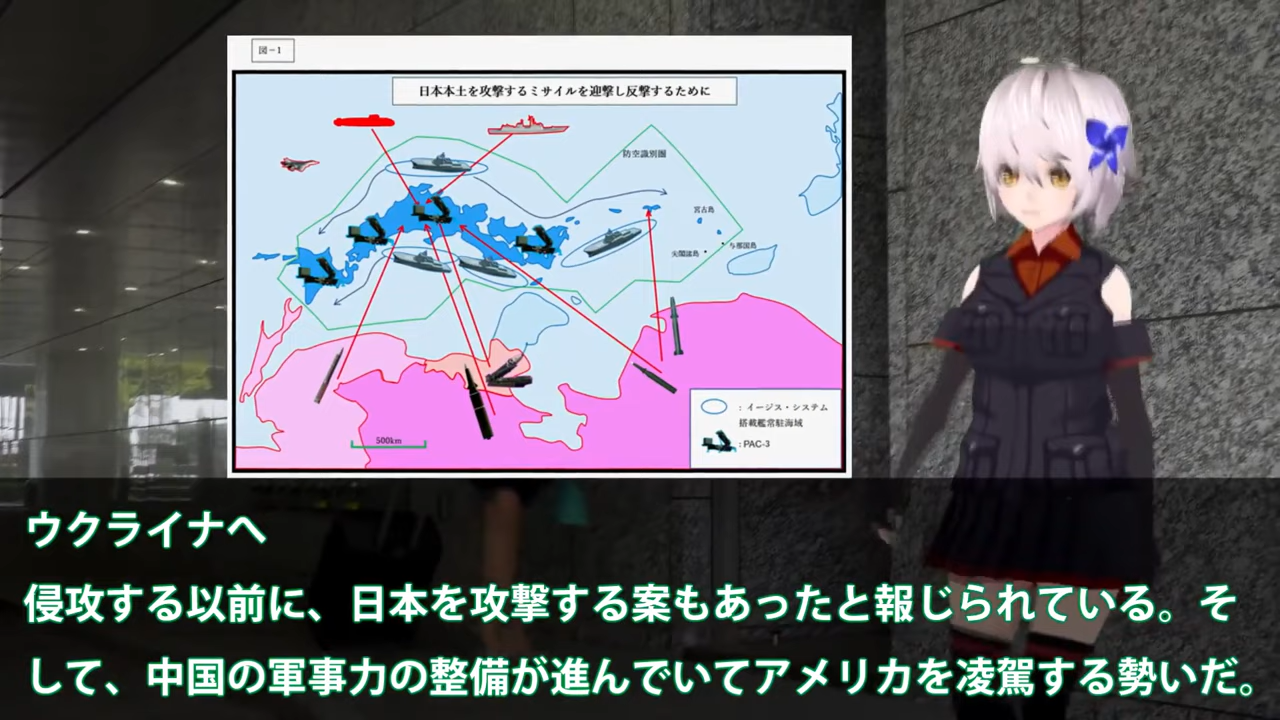 図-1
日本本土を攻撃するミサイルを迎撃し反撃するために
防空識別圏
宮古島
与那国島
尖閣諸島
500km
：イージス・システム
搭載艦常駐海域
：PAC-3
ウクライナへ
侵攻する以前に、日本を攻撃する案もあったと報じられている。そ
して、中国の軍事力の整備が進んでいてアメリカを凌駕する勢いだ。